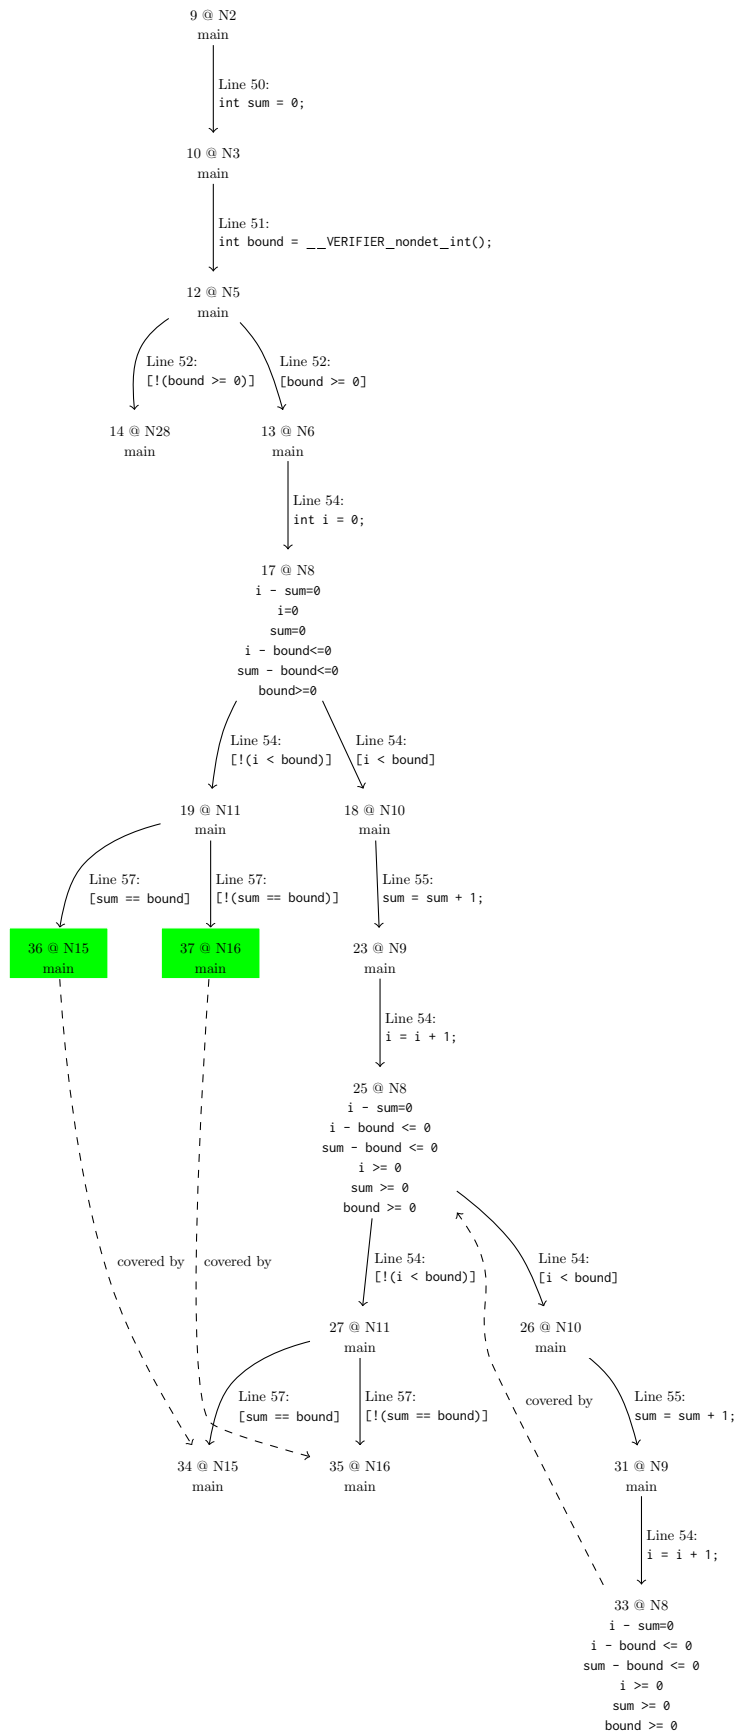 9 @ N2
main
Line 50:
int sum = 0;
10 @ N3
main
Line 51:
int bound = __VERIFIER_nondet_int();
12 @ N5
main
Line 52:
[!(bound >= 0)]
Line 52:
[bound >= 0]
14 @ N28
main
13 @ N6
main
Line 54:
int i = 0;
17 @ N8
i - sum=0
i=0
sum=0
i - bound<=0
sum - bound<=0
bound>=0
Line 54:
[!(i < bound)]
Line 54:
[i < bound]
19 @ N11
main
18 @ N10
main
Line 57:
[sum == bound]
Line 57:
[!(sum == bound)]
Line 55:
sum = sum + 1;
36 @ N15
main
37 @ N16
main
23 @ N9
main
Line 54:
i = i + 1;
25 @ N8
i - sum=0
i - bound <= 0
sum - bound <= 0
i >= 0
sum >= 0
bound >= 0
covered by
covered by
Line 54:
[!(i < bound)]
Line 54:
[i < bound]
27 @ N11
main
26 @ N10
main
Line 57:
[sum == bound]
Line 57:
[!(sum == bound)]
covered by
Line 55:
sum = sum + 1;
34 @ N15
main
35 @ N16
main
31 @ N9
main
Line 54:
i = i + 1;
33 @ N8
i - sum=0
i - bound <= 0
sum - bound <= 0
i >= 0
sum >= 0
bound >= 0